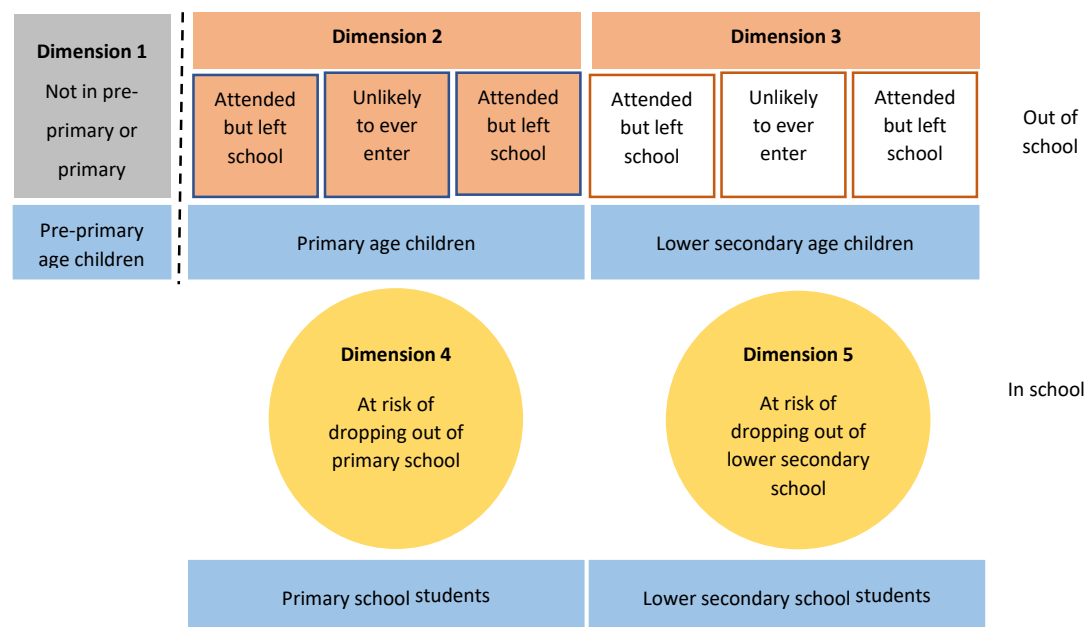 Dimension 1
Not in pre-
primary or
primary
Pre-primary
age children
Dimension 2
Attended
but left
school
Unlikely
to ever
enter
Attended
but left
school
Primary age children
Dimension 3
Attended
but left
school
Unlikely
to ever
enter
Attended
but left
school
Lower secondary age children
Out of
school
Dimension 4
At risk of
dropping out of
primary school
Dimension 5
At risk of
dropping out of
lower secondary
school
In school
Primary school students
Lower secondary school students